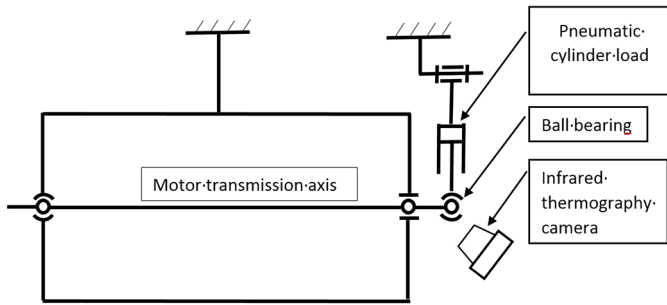 Pneumatic·
cylinder·load
Ball·bearing
Motor·transmission·axis
Infrared·
thermography·
camera